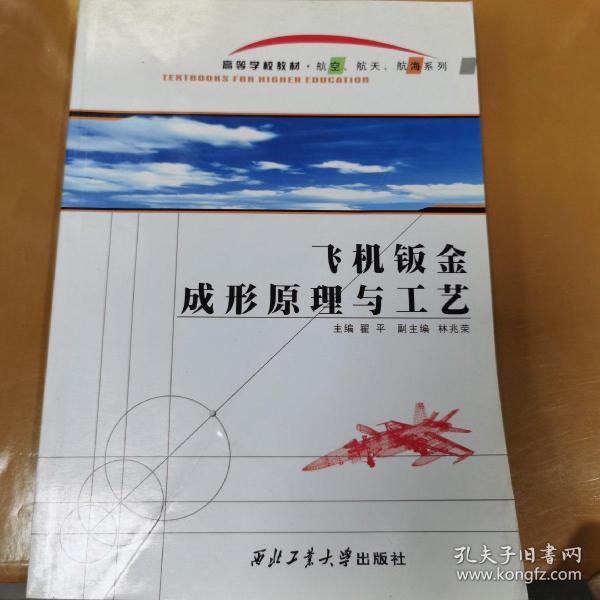 高等学校教材·航空、航天、航海系列
TEXTBOOKS FOR HIGHER EDUCATION
飞机钣金
成形原理与工艺
主编 翟 平 副主编 林兆荣
西北工业大学出版社
孔夫子旧书网
www.kongfz.com